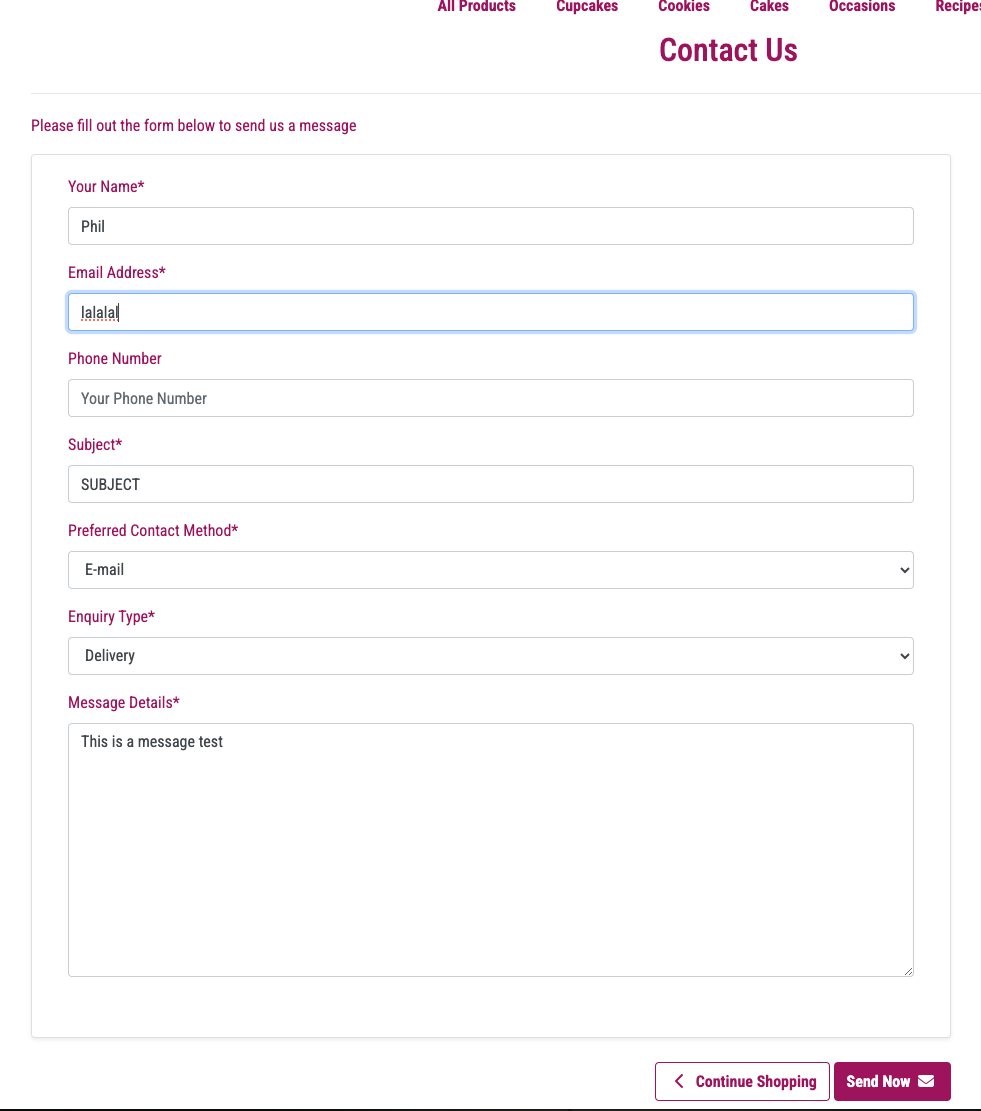 All Products Cupcakes Cookies Cakes Occasions Recipes
Contact Us
Please fill out the form below to send us a message
Your Name*
Phil
Email Address*
lalalal
Phone Number
Your Phone Number
Subject*
SUBJECT
Preferred Contact Method*
E-mail
Enquiry Type*
Delivery
Message Details*
This is a message test
Continue Shopping Send Now